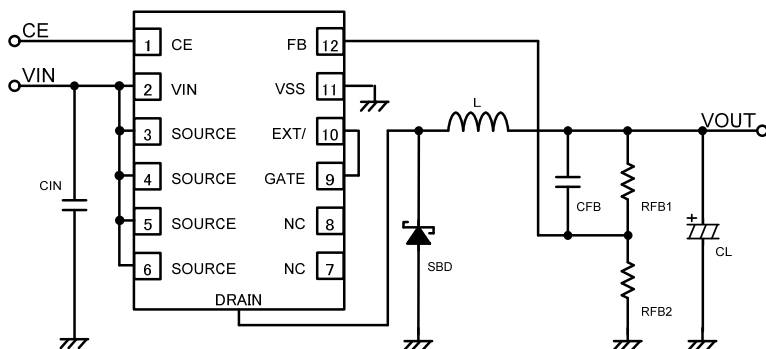 CE
VIN
1 CE FB 12
2 VIN VSS 11
3 SOURCE EXT/ 10
4 SOURCE GATE 9
5 SOURCE NC 8
6 SOURCE NC 7
DRAIN
CIN
L
VOUT
CFB
RFB1
SBD
+
CL
RFB2